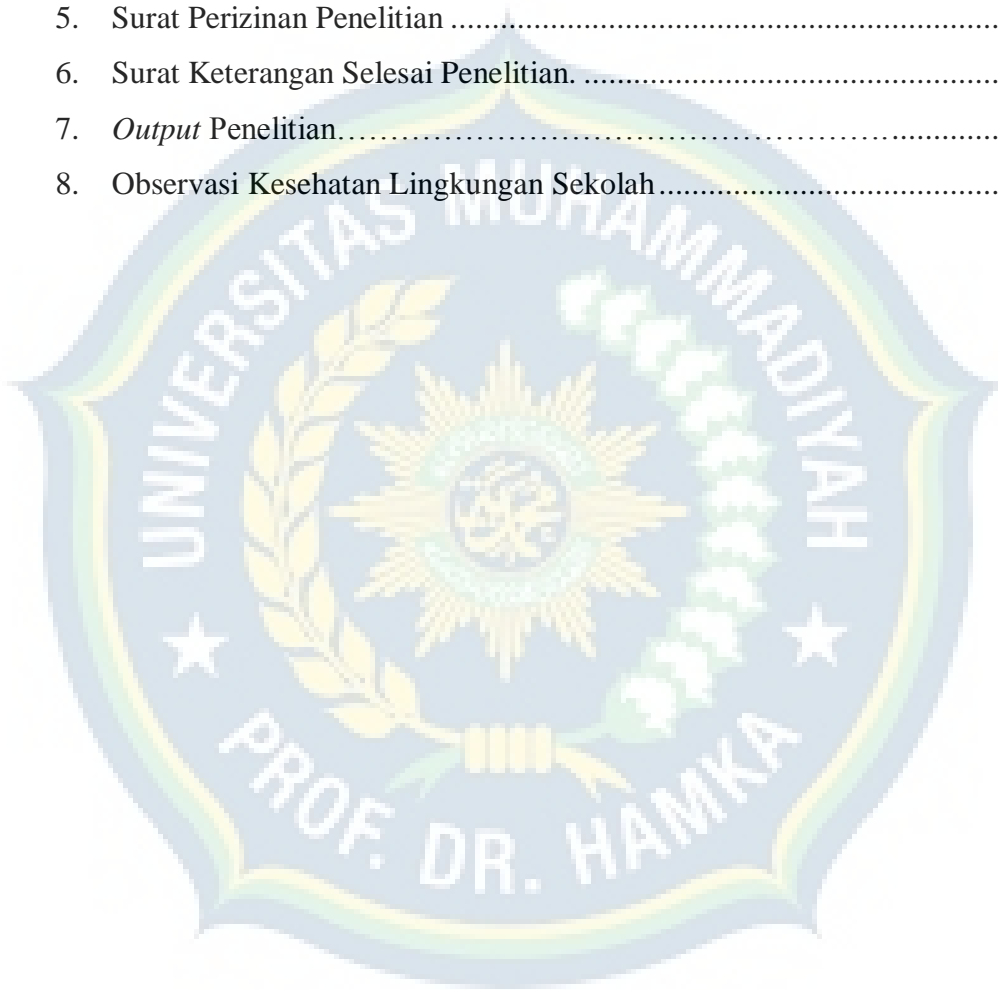 5. Surat Perizinan Penelitian ........................................................................
6. Surat Keterangan Selesai Penelitian. .......................................................
7. Output Penelitian......................................................................................
8. Observasi Kesehatan Lingkungan Sekolah..............................................
UNIVERSITAS MUHAMMADIYAH
PROF. DR. HAMKA